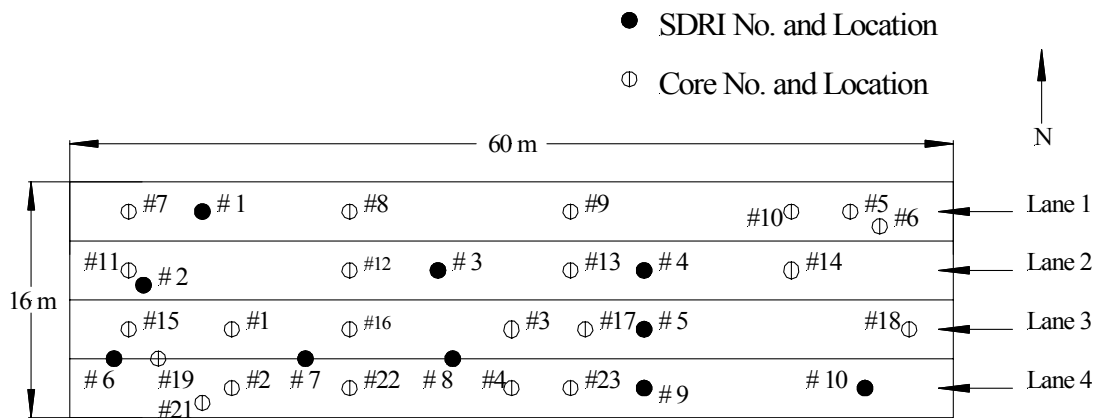 SDRI No. and Location
Core No. and Location
N
60 m
16 m
#7 # 1 #8 #9 #10 #5 #6 Lane 1
#11 # 2 #12 # 3 #13 # 4 #14 Lane 2
#15 #1 #16 #3 #17 # 5 #18 Lane 3
# 6 #19 #21 #2 # 7 #22 # 8 #4 #23 # 9 # 10 Lane 4